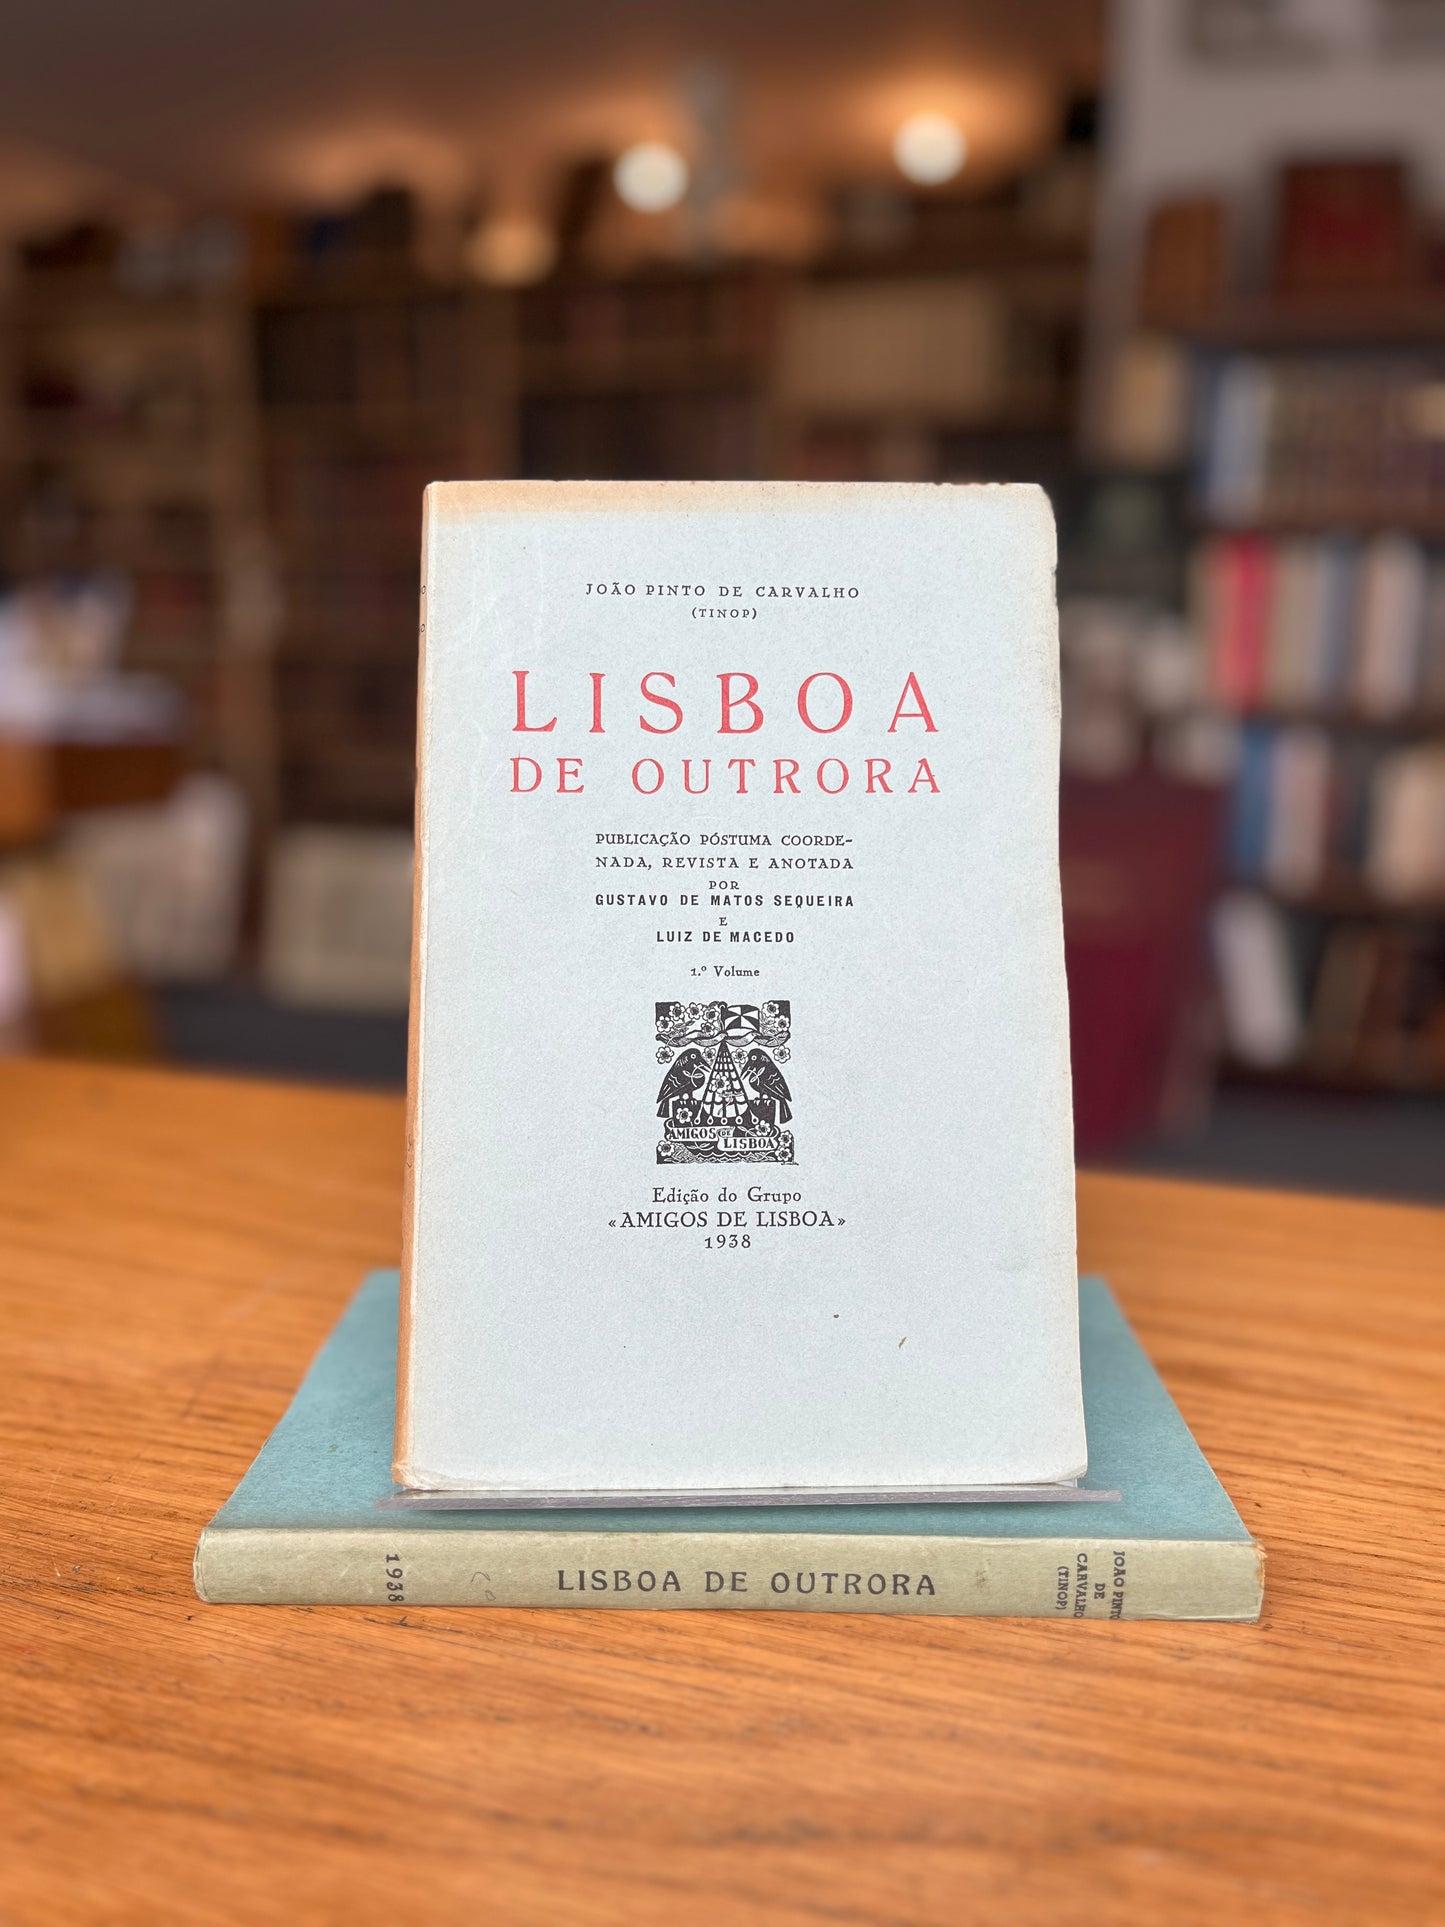 JOÃO PINTO DE CARVALHO
(TINOP)
LISBOA
DE OUTRORA
PUBLICAÇÃO PÓSTUMA COORDE-
NADA, REVISTA E ANOTADA
POR
GUSTAVO DE MATOS SEQUEIRA
E
LUIZ DE MACEDO
1.º Volume
AMIGOS DE
LISBOA
Edição do Grupo
«AMIGOS DE LISBOA»
1938
1938
LISBOA DE OUTRORA
JOAO PINTO
DE
CARVALHO
(TINOP)